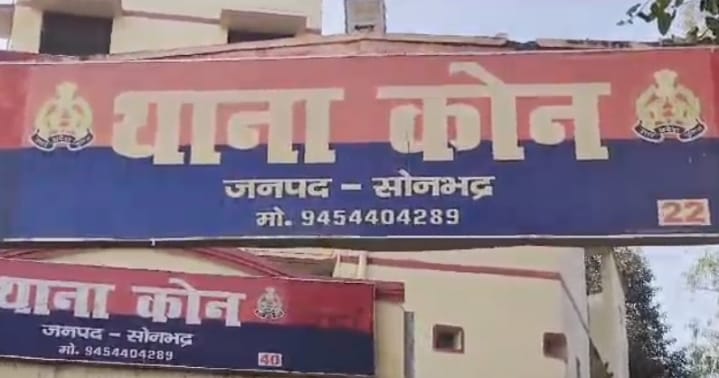 थाना कोन
जनपद - सोनभद्र
मो. 9454404289
22
थाना कोन
जनपद - सोनभद्र
मो. 9454404289
40